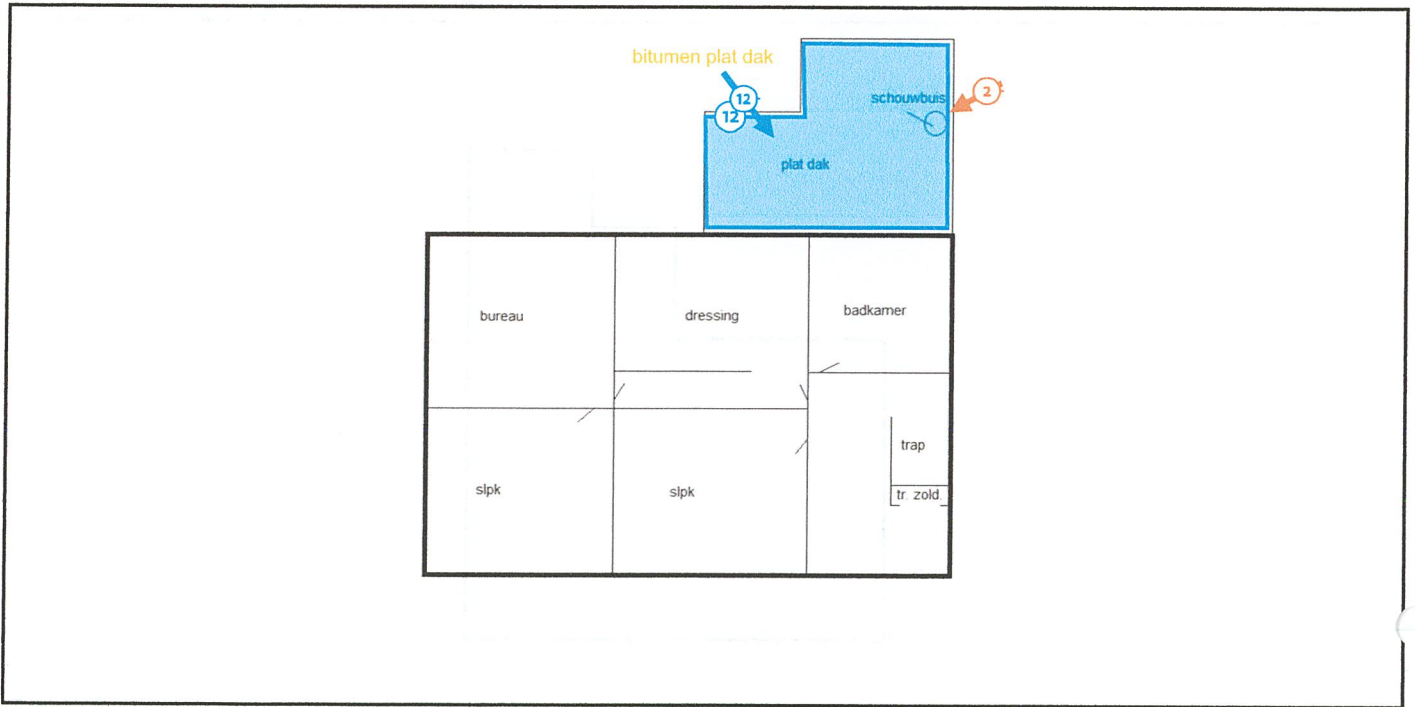 bitumen plat dak
12
12
schouwbuis
2
plat dak
bureau
dressing
badkamer
slpk
slpk
trap
tr. zold.